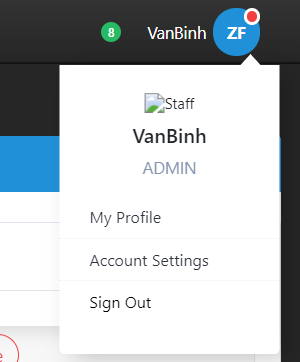 8
VanBinh
ZF
Staff
VanBinh
ADMIN
My Profile
Account Settings
Sign Out
e